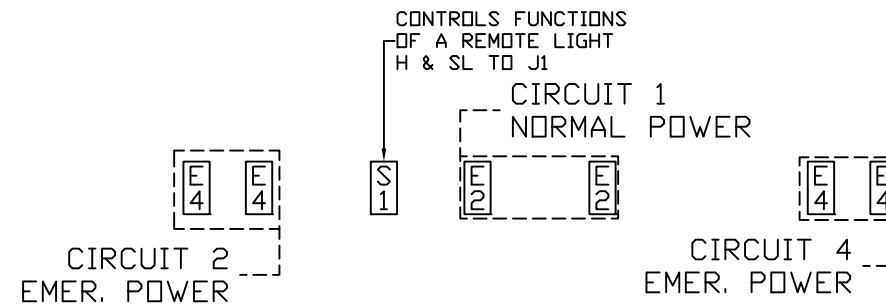 CONTROLS FUNCTIONS
OF A REMOTE LIGHT
H & SL TO J1
CIRCUIT 1
NORMAL POWER
E E S E E E E
4 4 1 2 2 4 4
CIRCUIT 2
EMER. POWER
CIRCUIT 4
EMER. POWER